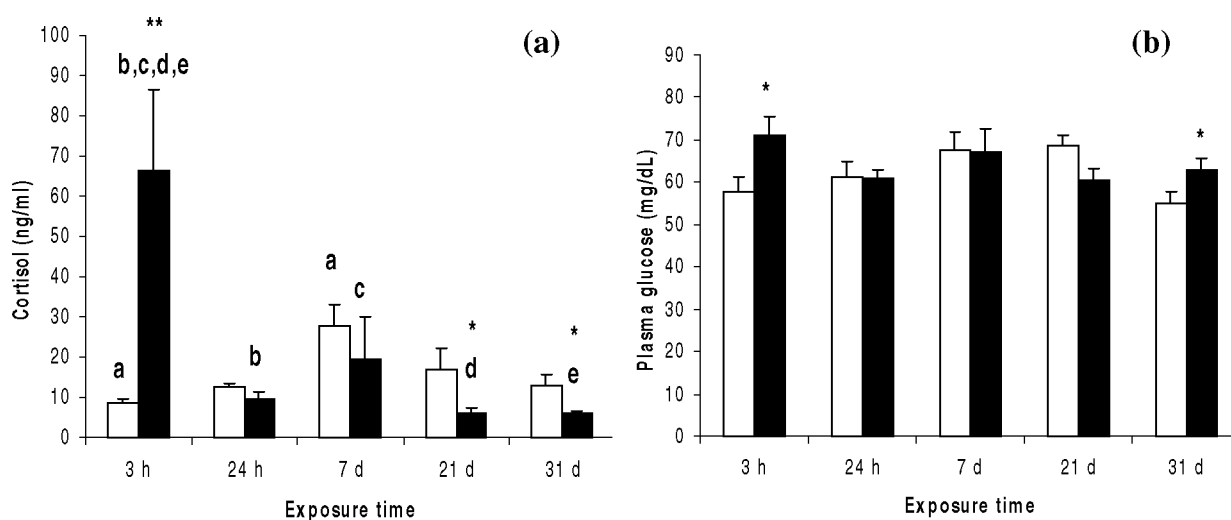 (a)
**
b,c,d,e
a
b
a
c
*
d
*
e
100
90
80
70
60
50
40
30
20
10
0
Cortisol (ng/ml)
3 h 24 h 7 d 21 d 31 d
Exposure time
(b)
*
*
90
80
70
60
50
40
30
20
10
0
Plasma glucose (mg/dL)
3 h 24 h 7 d 21 d 31 d
Exposure time